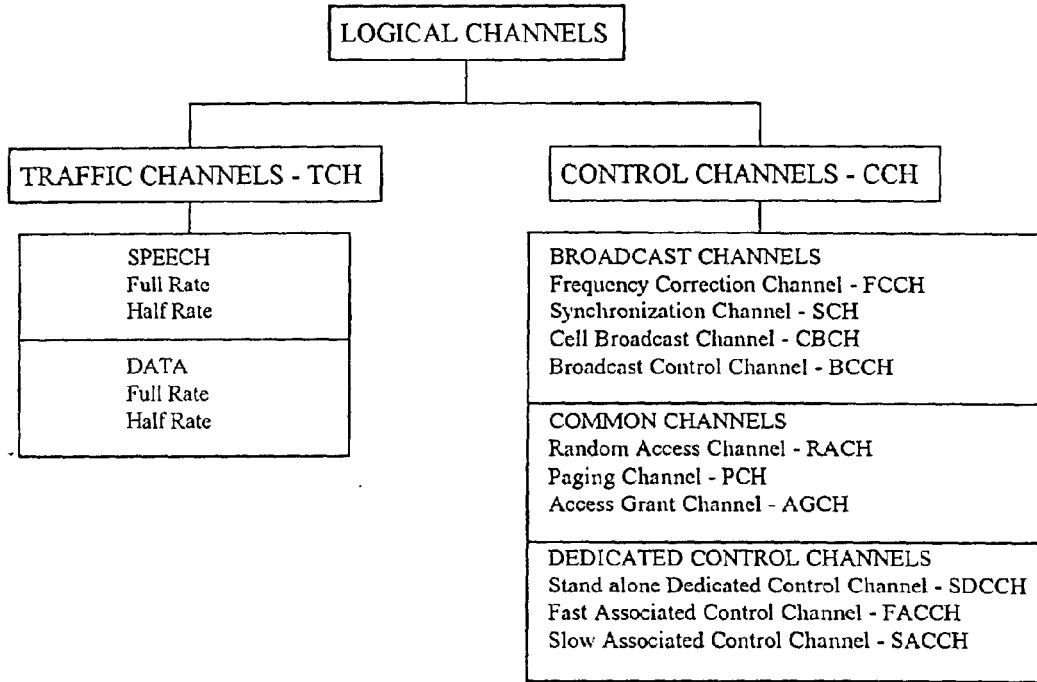 LOGICAL CHANNELS
TRAFFIC CHANNELS - TCH
SPEECH
Full Rate
Half Rate
DATA
Full Rate
Half Rate
CONTROL CHANNELS - CCH
BROADCAST CHANNELS
Frequency Correction Channel - FCCH
Synchronization Channel - SCH
Cell Broadcast Channel - CBCH
Broadcast Control Channel - BCCH
COMMON CHANNELS
Random Access Channel - RACH
Paging Channel - PCH
Access Grant Channel - AGCH
DEDICATED CONTROL CHANNELS
Stand alone Dedicated Control Channel - SDCCH
Fast Associated Control Channel - FACCH
Slow Associated Control Channel - SACCH